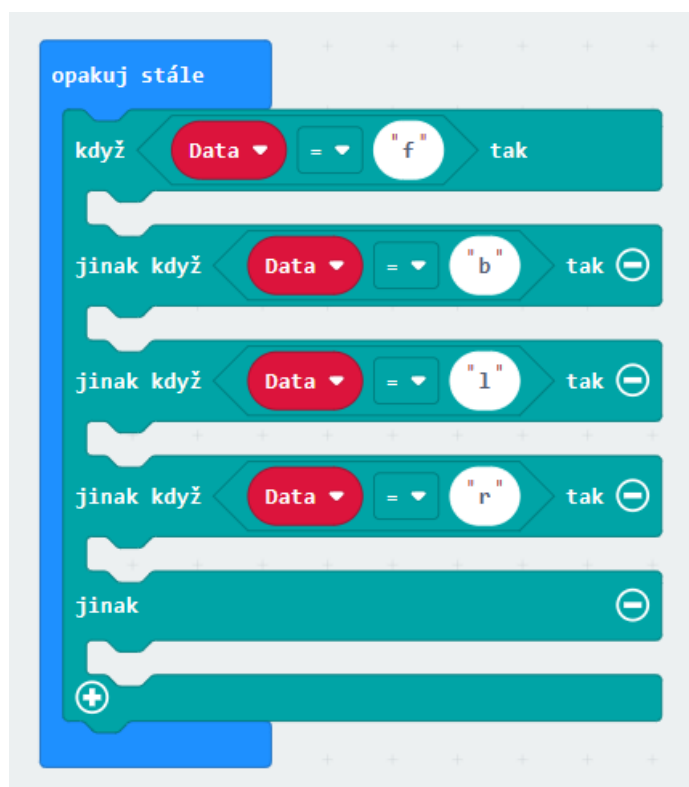 opakuj stále
když Data = "f" tak
jinak když Data = "b" tak
jinak když Data = "l" tak
jinak když Data = "r" tak
jinak